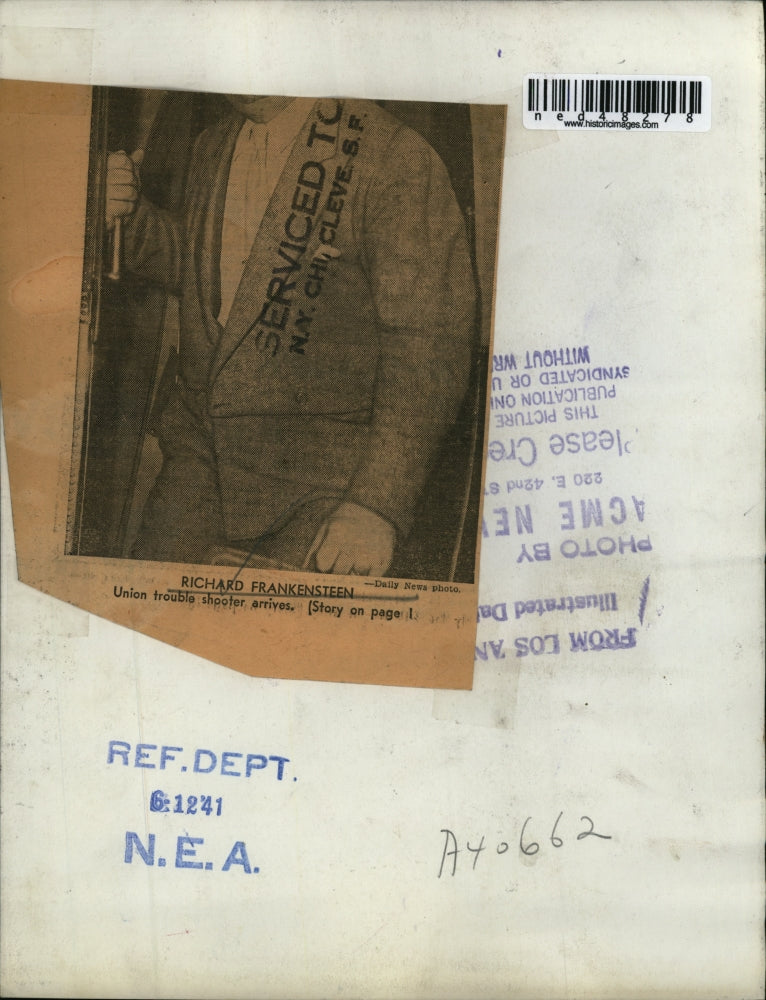 ned48278
www.historicimages.com
SERVICED TO
N.Y. CHI. CLEVE. S.F.
WITHOUT WR
SYNDICATED OR U
PUBLICATION ON
THIS PICTURE
lease Cre
220 E. 42nd S
ACME NE
PHOTO BY
Illustrated Da
FROM LOS AN
—Daily News photo.
RICHARD FRANKENSTEEN
Union trouble shooter arrives. (Story on page
REF.DEPT.
6-12'41
N.E.A.
A40662